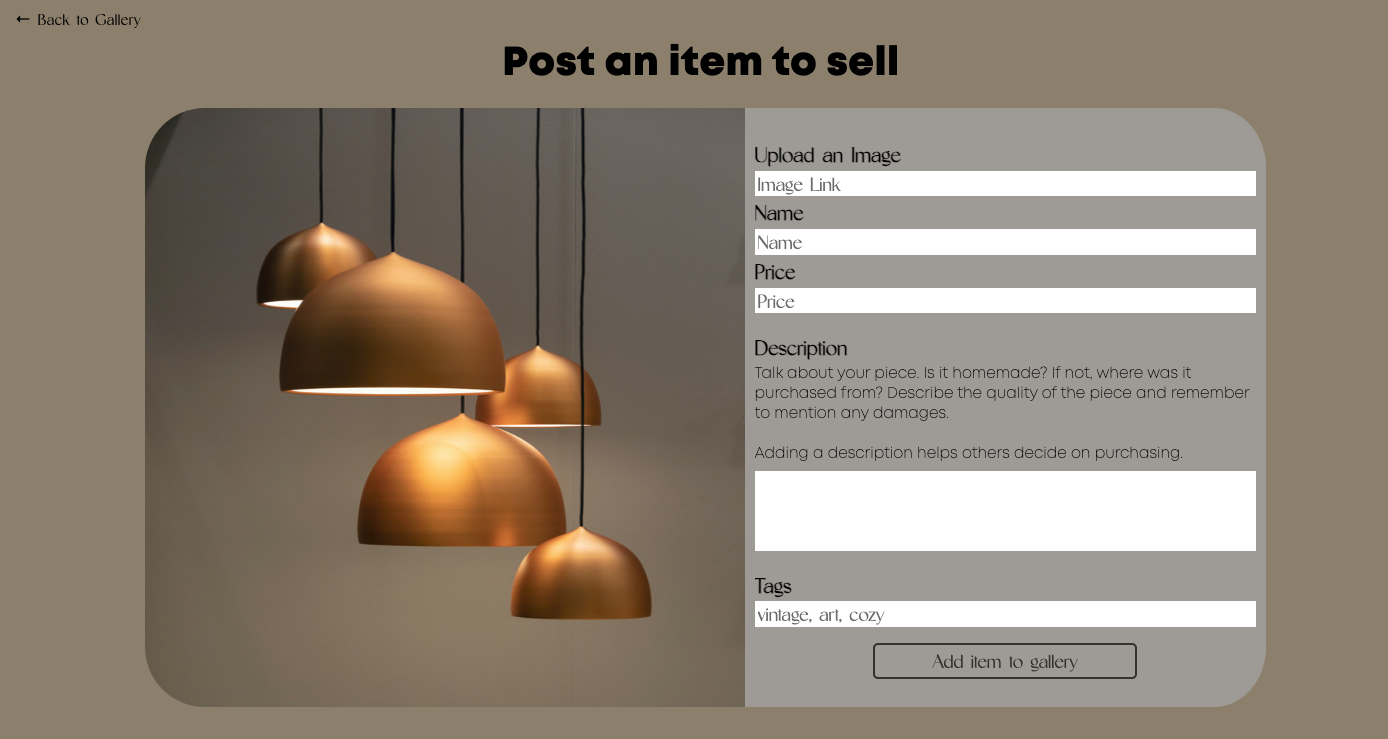 ← Back to Gallery
Post an item to sell
Upload an Image
Image Link
Name
Name
Price
Price
Description
Talk about your piece. Is it homemade? If not, where was it
purchased from? Describe the quality of the piece and remember
to mention any damages.
Adding a description helps others decide on purchasing.
Tags
vintage, art, cozy
Add item to gallery